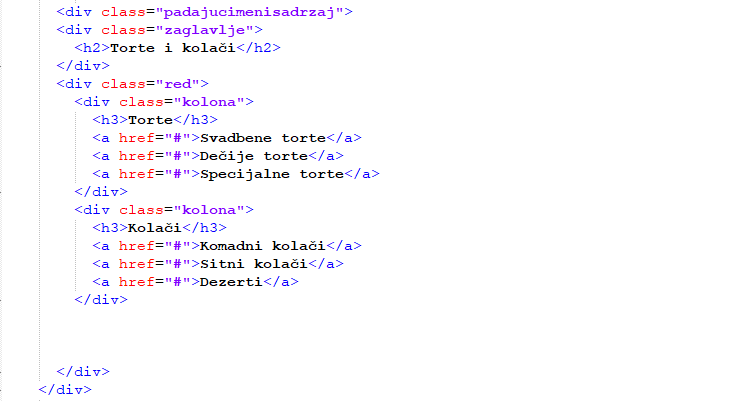 <div class="padajucimenisadrzaj">
<div class="zaglavlje">
<h2>Torte i kolači</h2>
</div>
<div class="red">
<div class="kolona">
<h3>Torte</h3>
<a href="#">Svadbene torte</a>
<a href="#">Dečije torte</a>
<a href="#">Specijalne torte</a>
</div>
<div class="kolona">
<h3>Kolači</h3>
<a href="#">Komadni kolači</a>
<a href="#">Sitni kolači</a>
<a href="#">Dezerti</a>
</div>
</div>
</div>